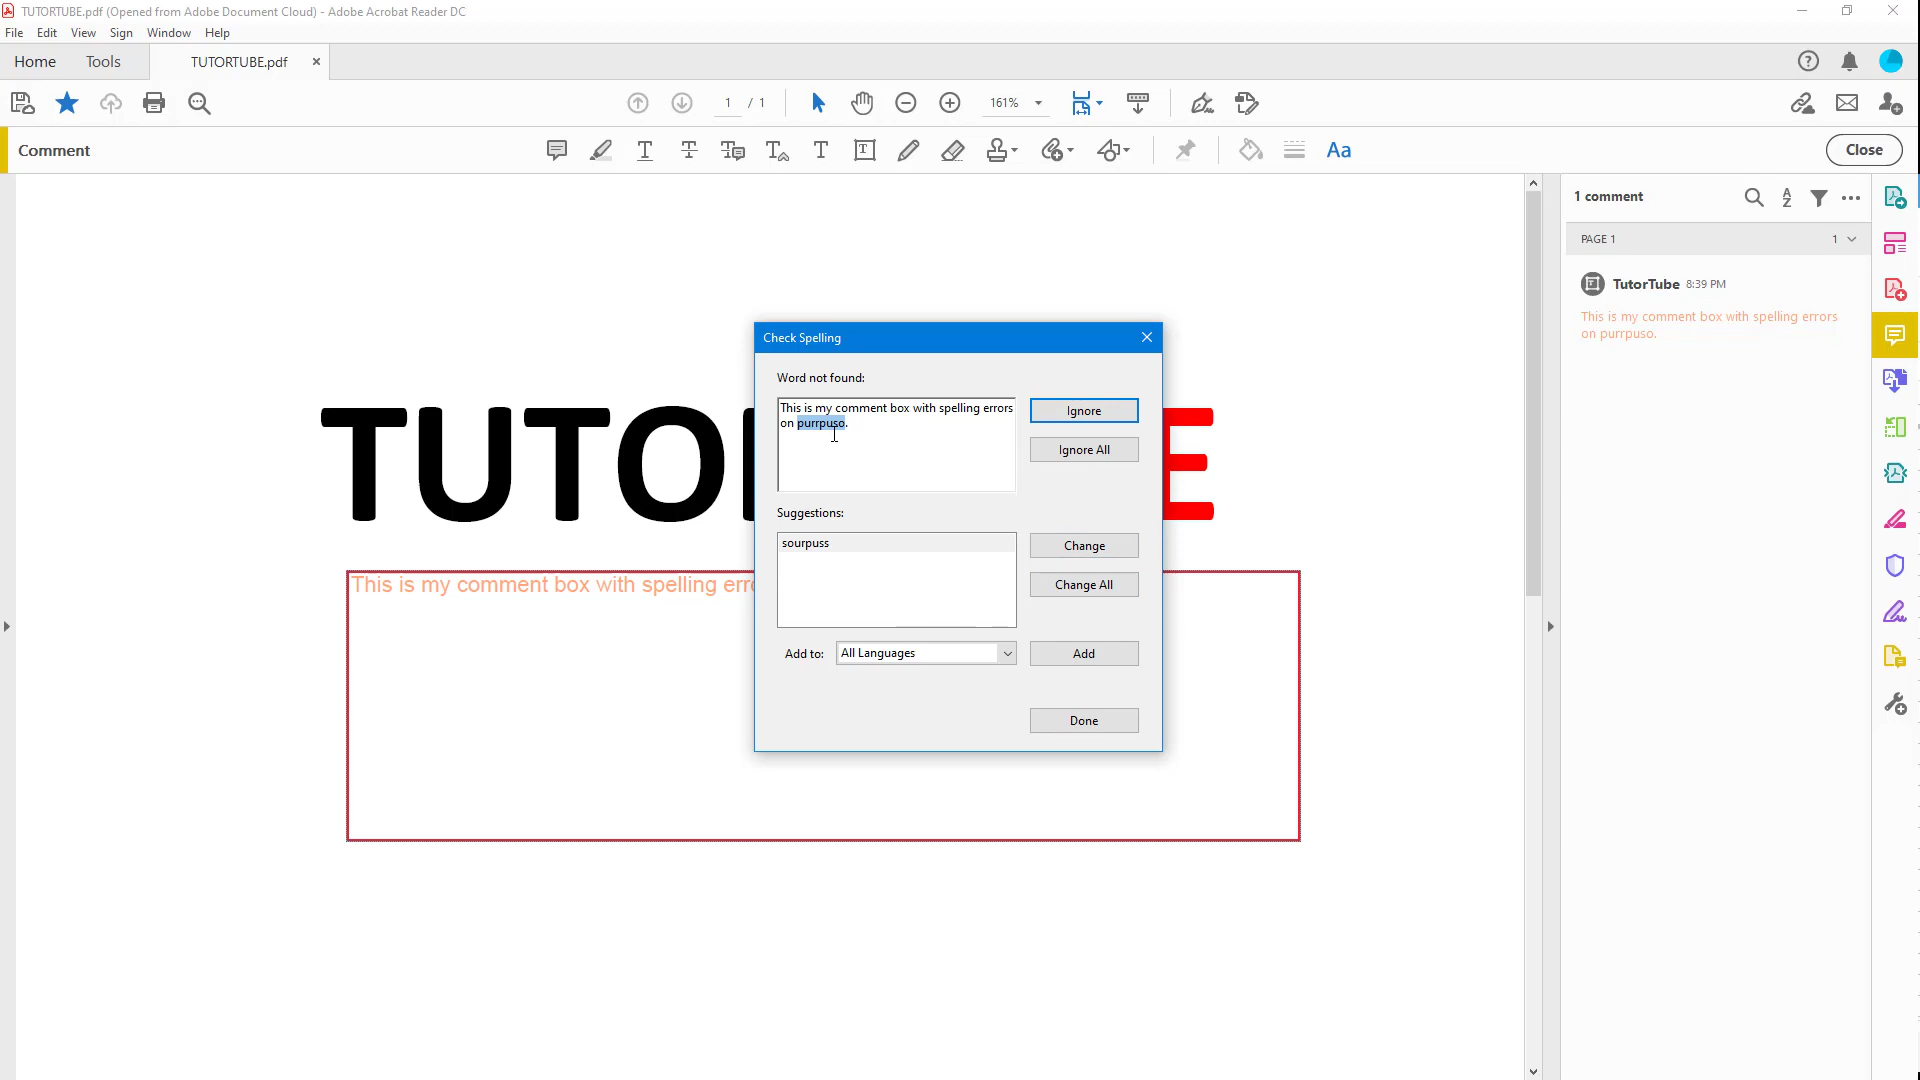 TUTORTUBE.pdf (Opened from Adobe Document Cloud) - Adobe Acrobat Reader DC
File Edit View Sign Window Help
Home Tools TUTORTUBE.pdf
1 / 1 161%
Comment Aa Close
1 comment
PAGE 1 1
TutorTube 8:39 PM
This is my comment box with spelling errors
on purrpuso.
Check Spelling
Word not found:
This is my comment box with spelling errors
on purrpuso.
Ignore
Ignore All
Suggestions:
sourpuss
Change
Change All
Add to: All Languages Add
Done
TUTO E
This is my comment box with spelling erro